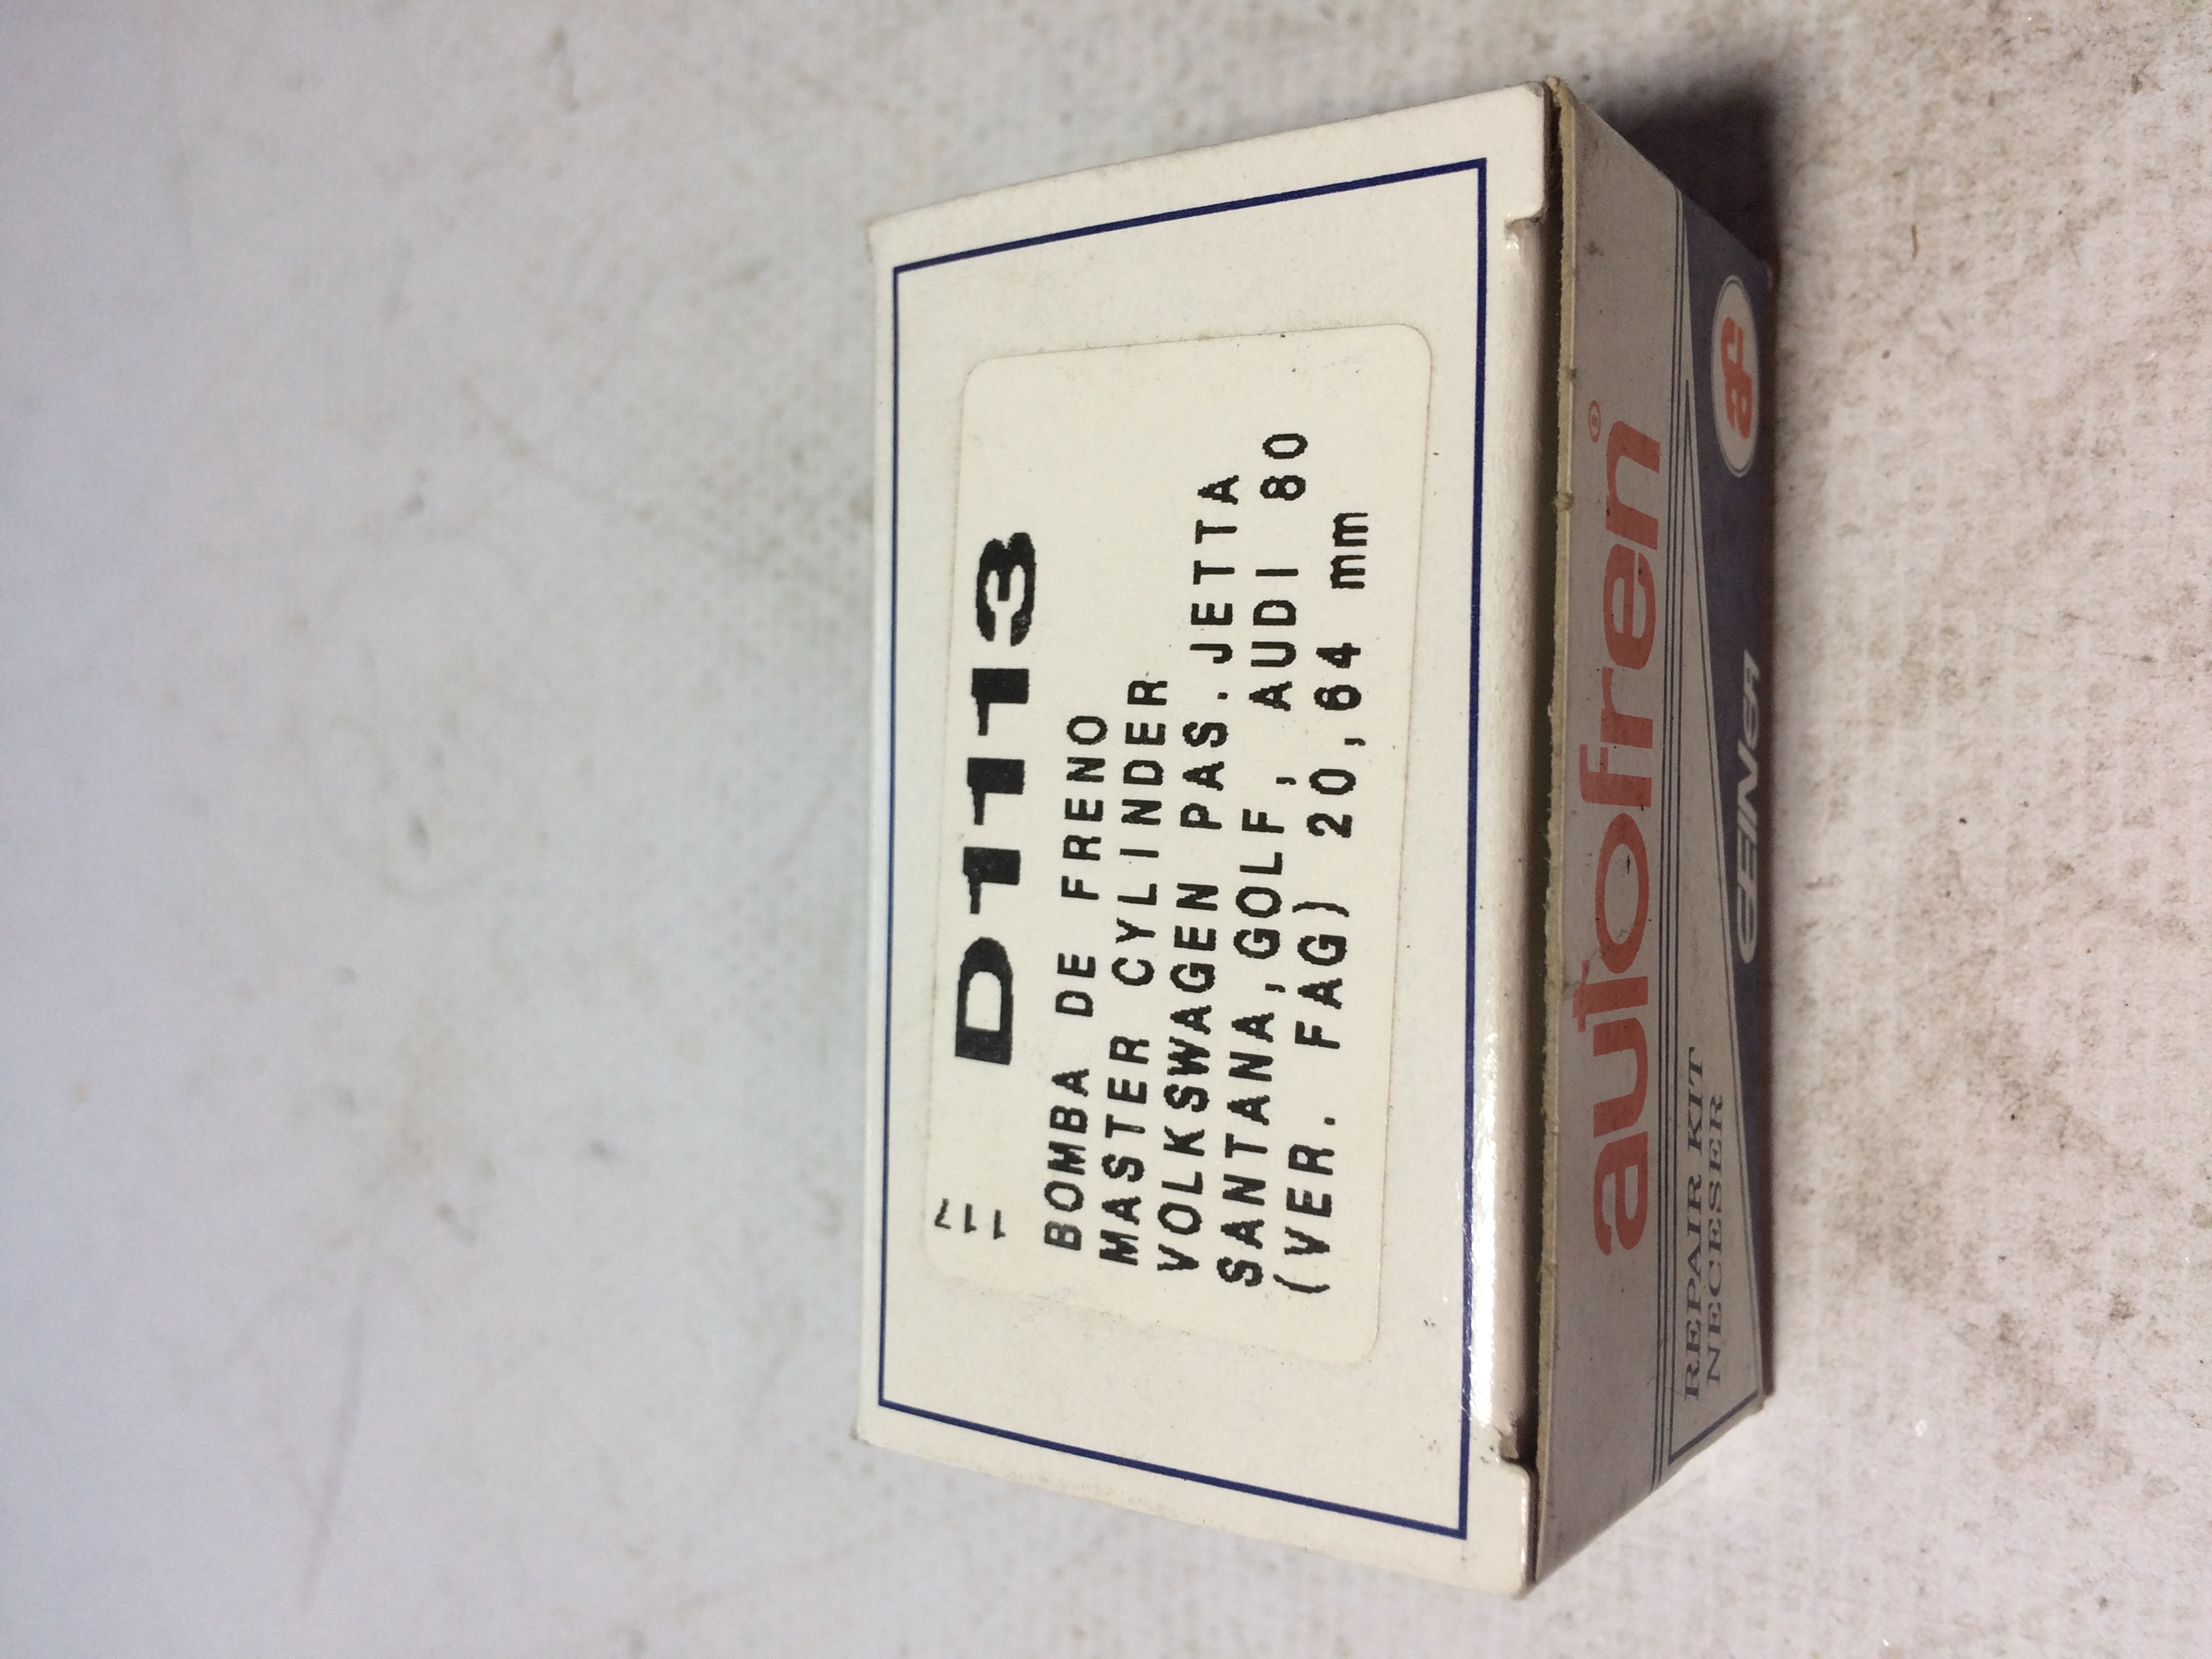 D1113
BOMBA DE FRENO
MASTER CYLINDER
VOLKSWAGEN PAS.JETTA
SANTANA,GOLF, AUDI 80
(VER. FAG) 20,64 mm
autofren®
REPAIR KIT
NECESER
SEINSA
af